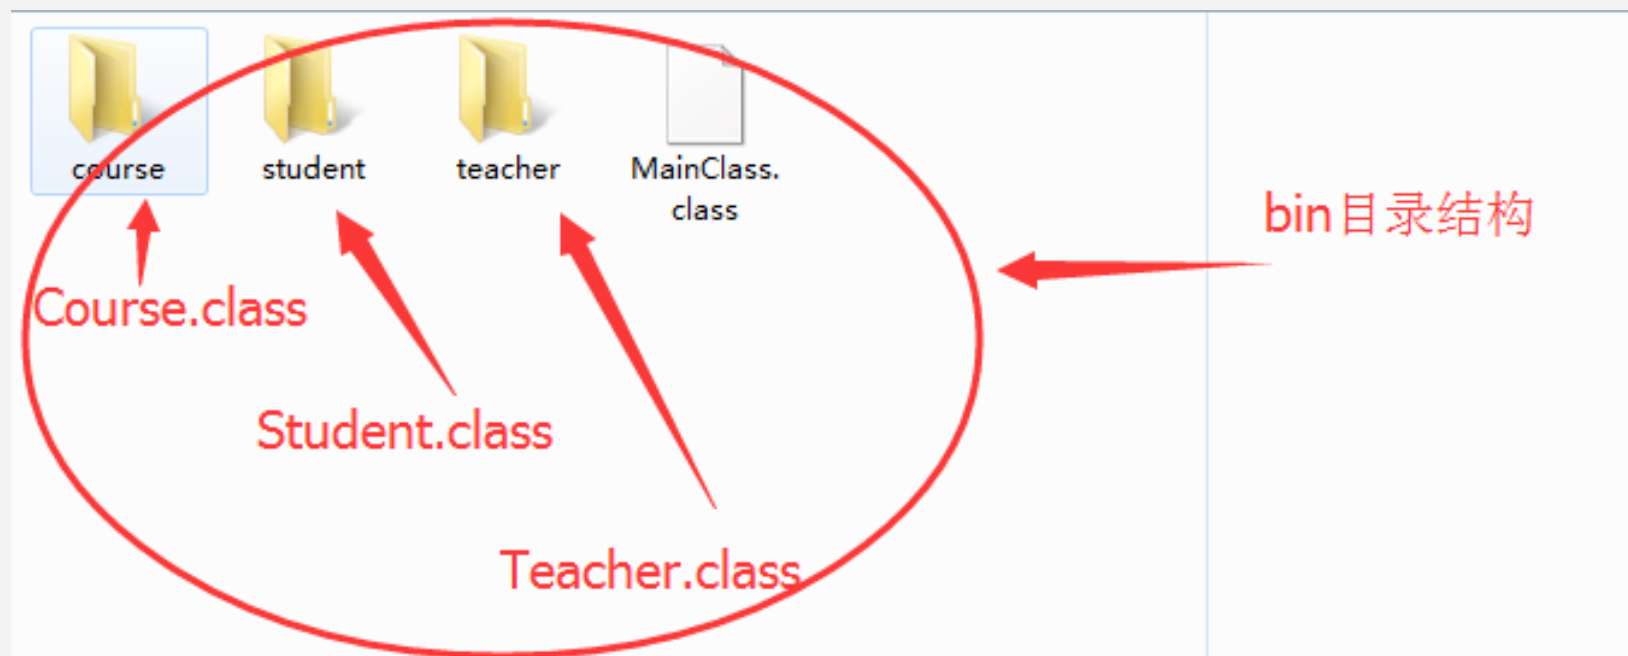 course
student
teacher
MainClass.
class
bin目录结构
Course.class
Student.class
Teacher.class